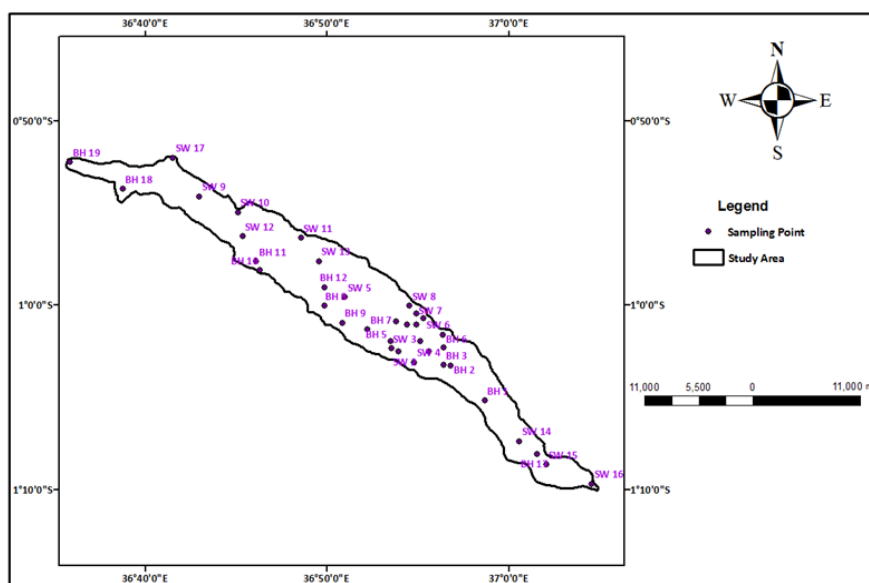 36°40'0"E 36°50'0"E 37°0'0"E
N
W E
S
0°50'0"S 0°50'0"S
SW 17
BH 19
BH 18
SW 9
SW 10
Legend
Sampling Point
Study Area
SW 12
SW 11
BH 11
SW 13
BH 12
SW 5
1°0'0"S 1°0'0"S
SW 8
SW 7
BH 9
BH 7
SW 6
BH 5
SW 3
BH 6
SW 4
BH 3
BH 2
11,000 5,500 0 11,000
SW 14
SW 15
SW 16
1°10'0"S 1°10'0"S
36°40'0"E 36°50'0"E 37°0'0"E